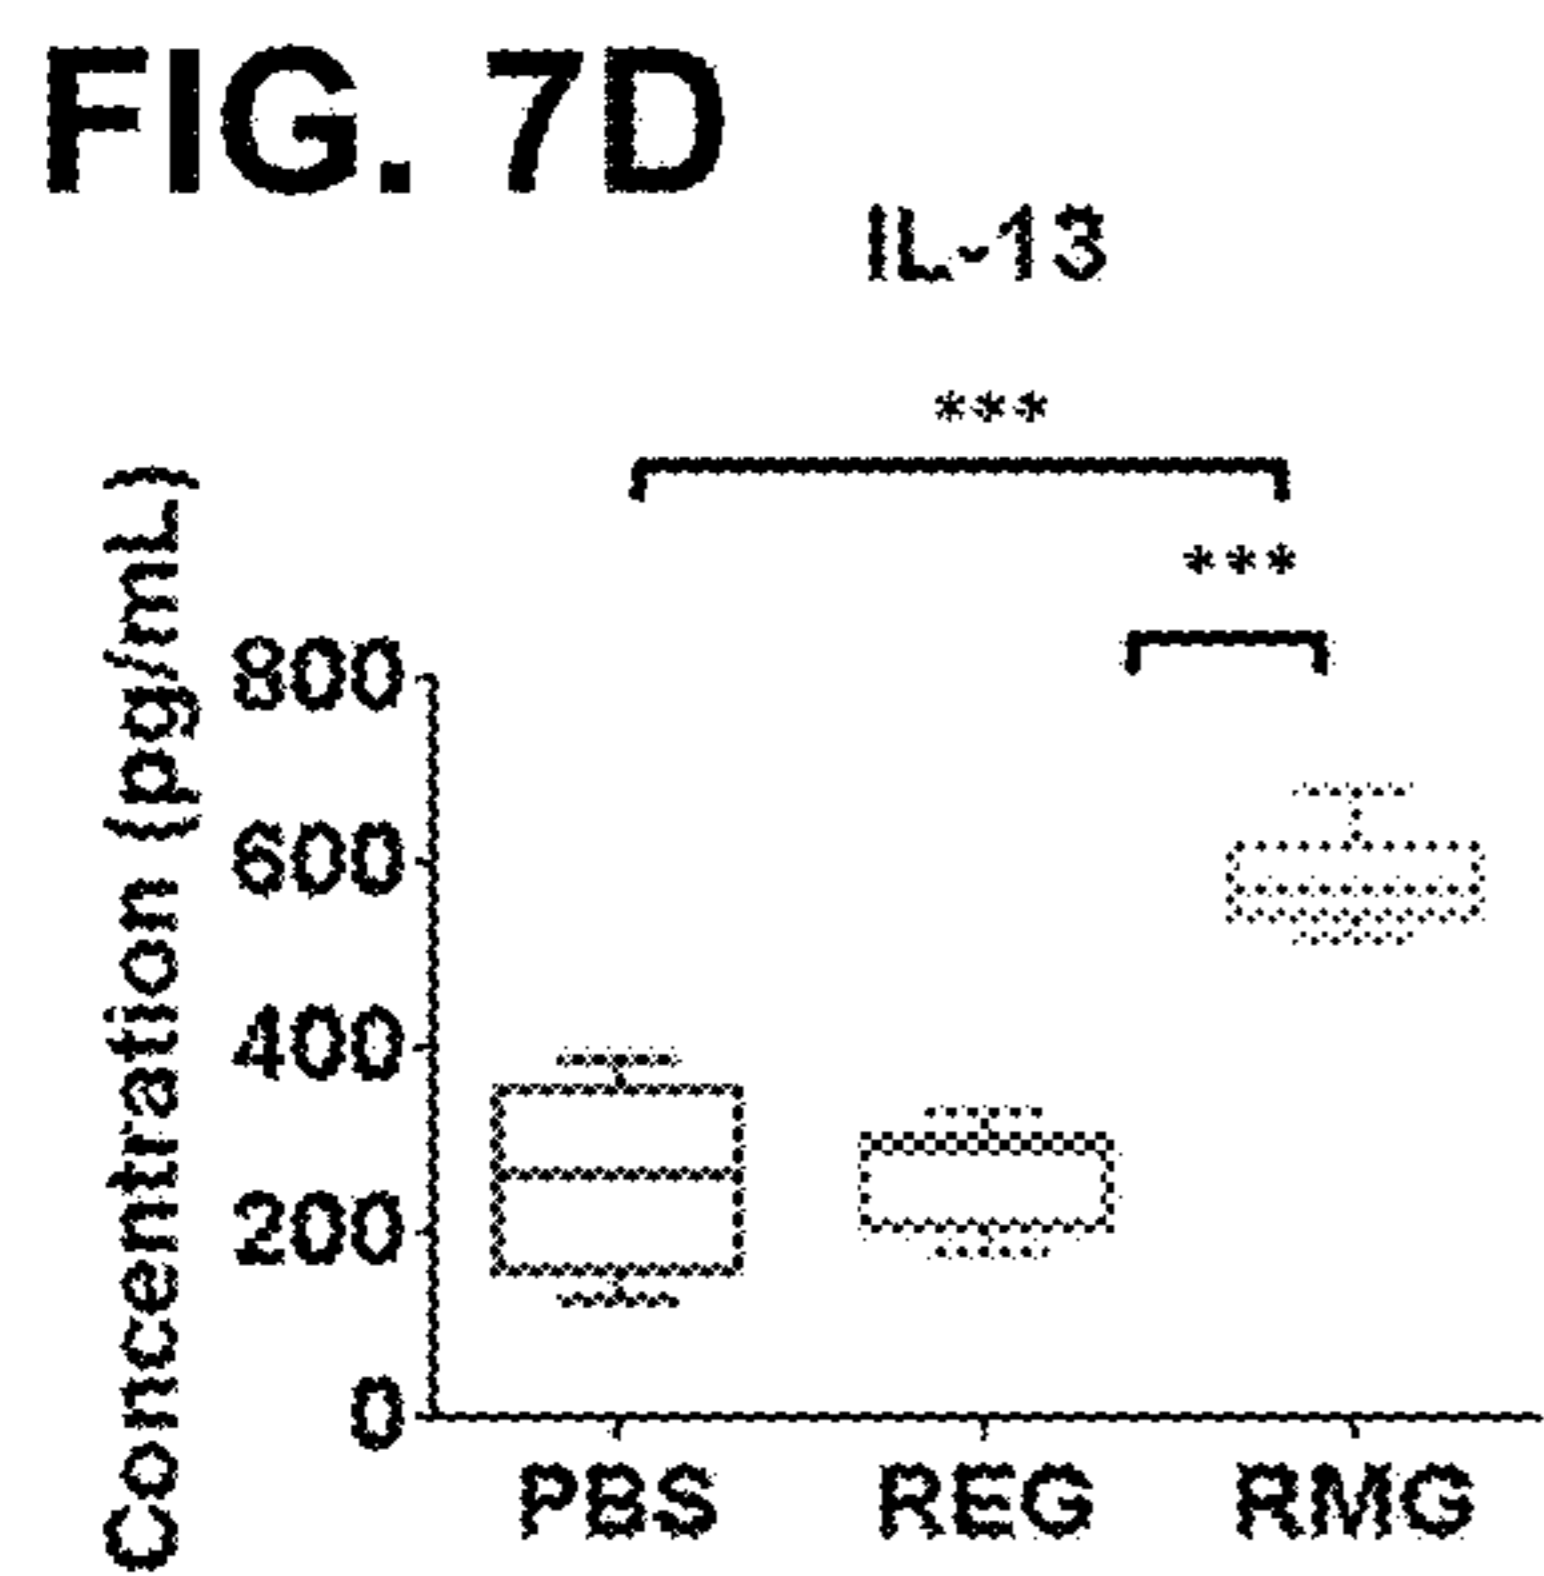 FIG. 7D
IL-13
***
***
Concentration (pg/mL)
800
600
400
200
0
PBS REG RMG